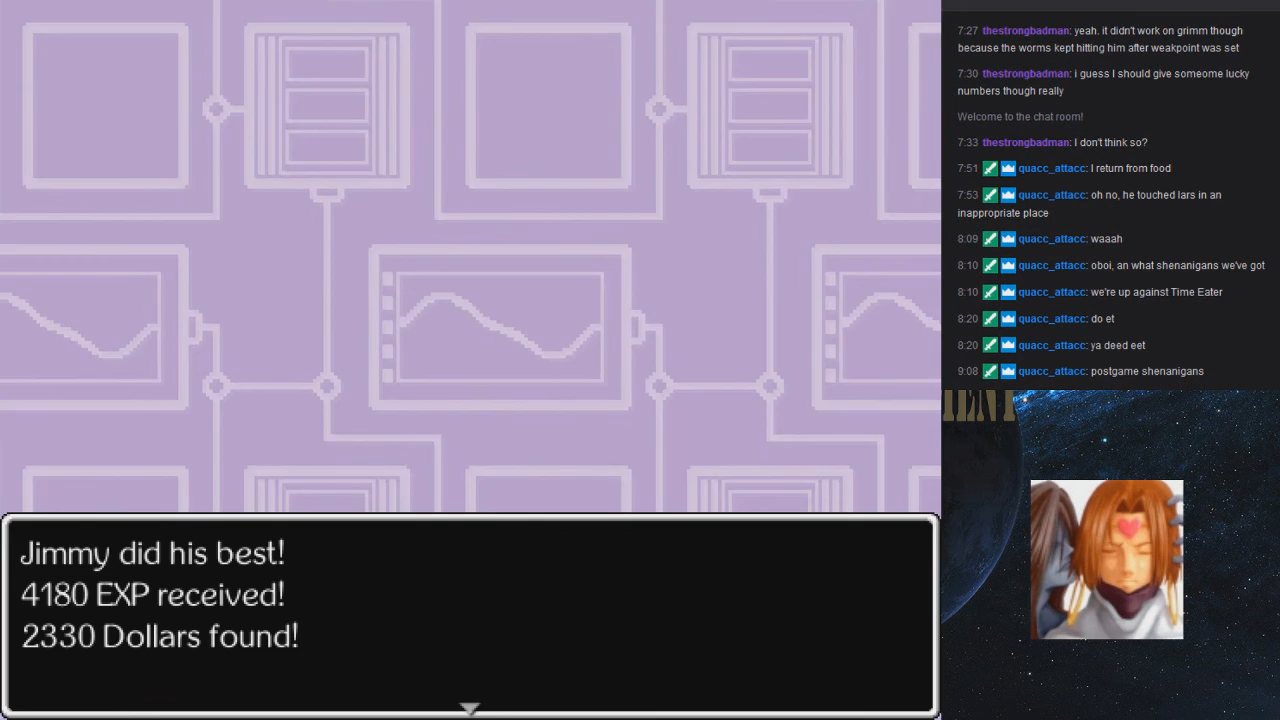 7:27 thestrongbadman: yeah. it didn't work on grimm though
because the worms kept hitting him after weakpoint was set
7:30 thestrongbadman: i guess I should give someome lucky
numbers though really
Welcome to the chat room!
7:33 thestrongbadman: I don't think so?
7:51 quacc_attacc: I return from food
7:53 quacc_attacc: oh no, he touched lars in an
inappropriate place
8:09 quacc_attacc: waaah
8:10 quacc_attacc: oboi, an what shenanigans we've got
8:10 quacc_attacc: we're up against Time Eater
8:20 quacc_attacc: do et
8:20 quacc_attacc: ya deed eet
9:08 quacc_attacc: postgame shenanigans
Jimmy did his best!
4180 EXP received!
2330 Dollars found!